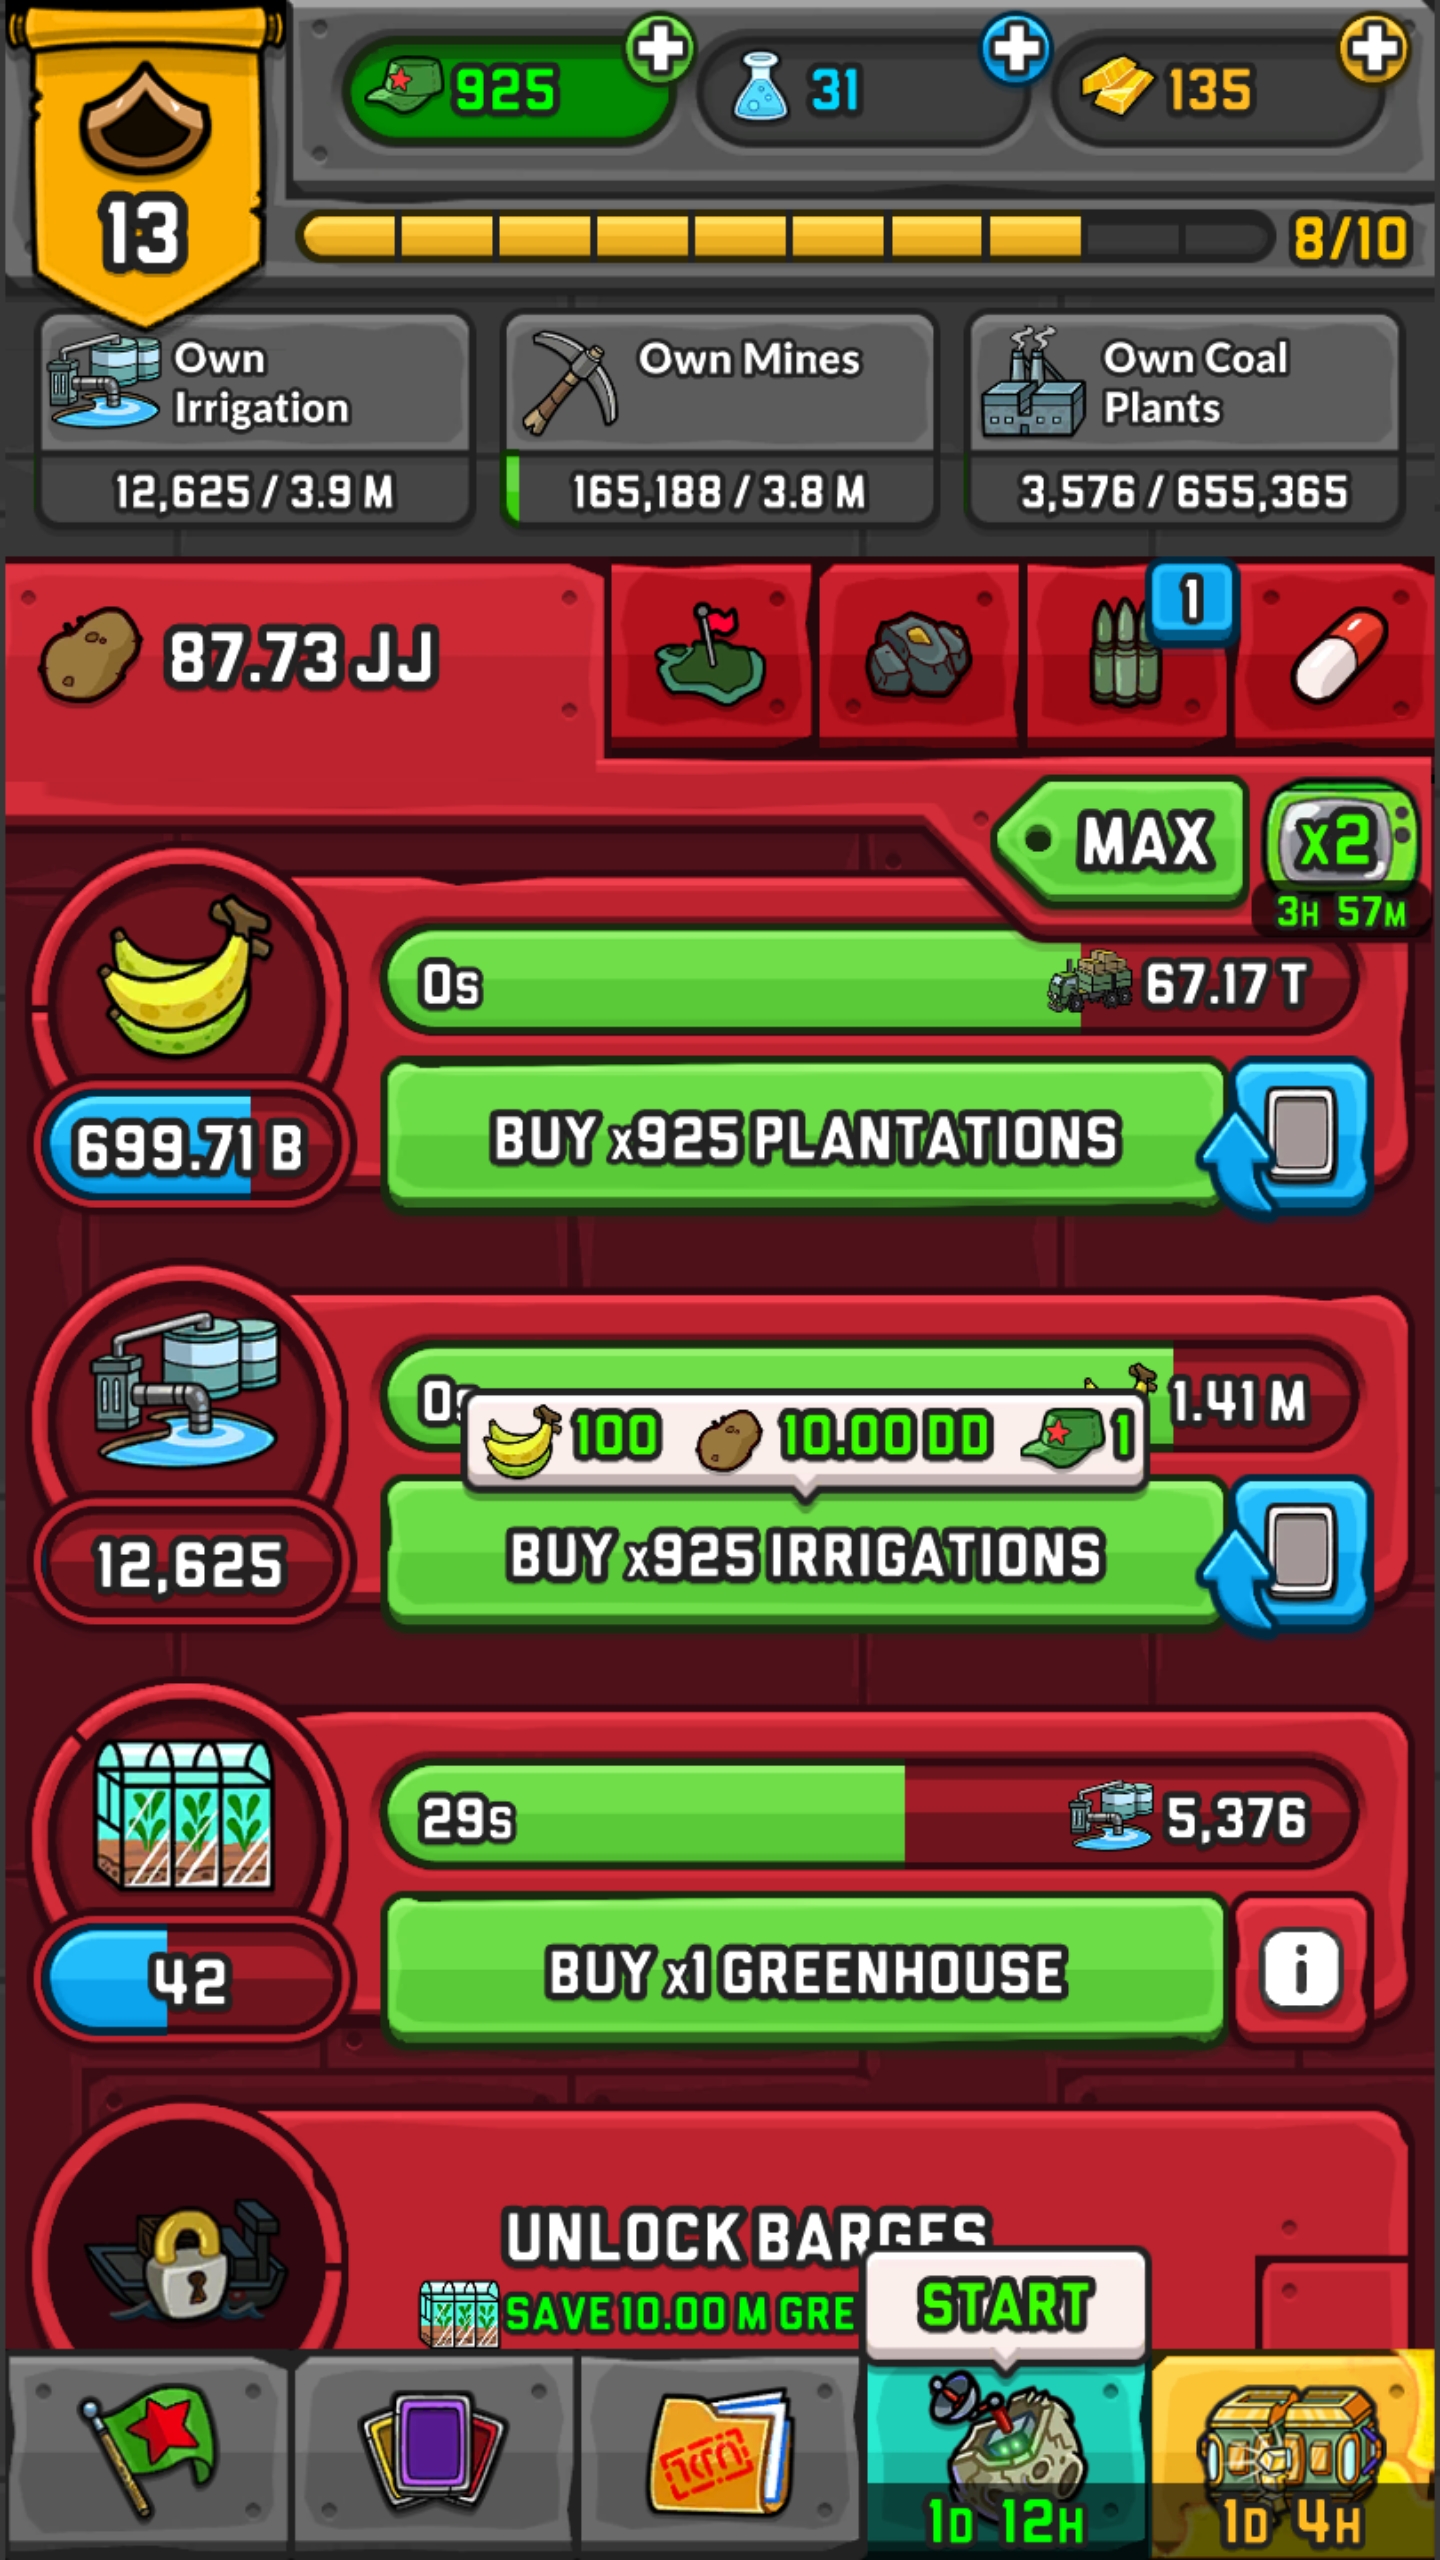 925
31
135
13
8/10
Own
Irrigation
Own Mines
Own Coal
Plants
12,625 / 3.9 M
165,188 / 3.8 M
3,576 / 655,365
87.73 JJ
1
MAX
x2
3H 57M
0s
67.17 T
699.71 B
BUY x925 PLANTATIONS
0s
1.41 M
100
10.00 DD
1
12,625
BUY x925 IRRIGATIONS
29s
5,376
42
BUY x1 GREENHOUSE
i
UNLOCK BARGES
SAVE 10.00 M GRE
START
1D 12H
1D 4H